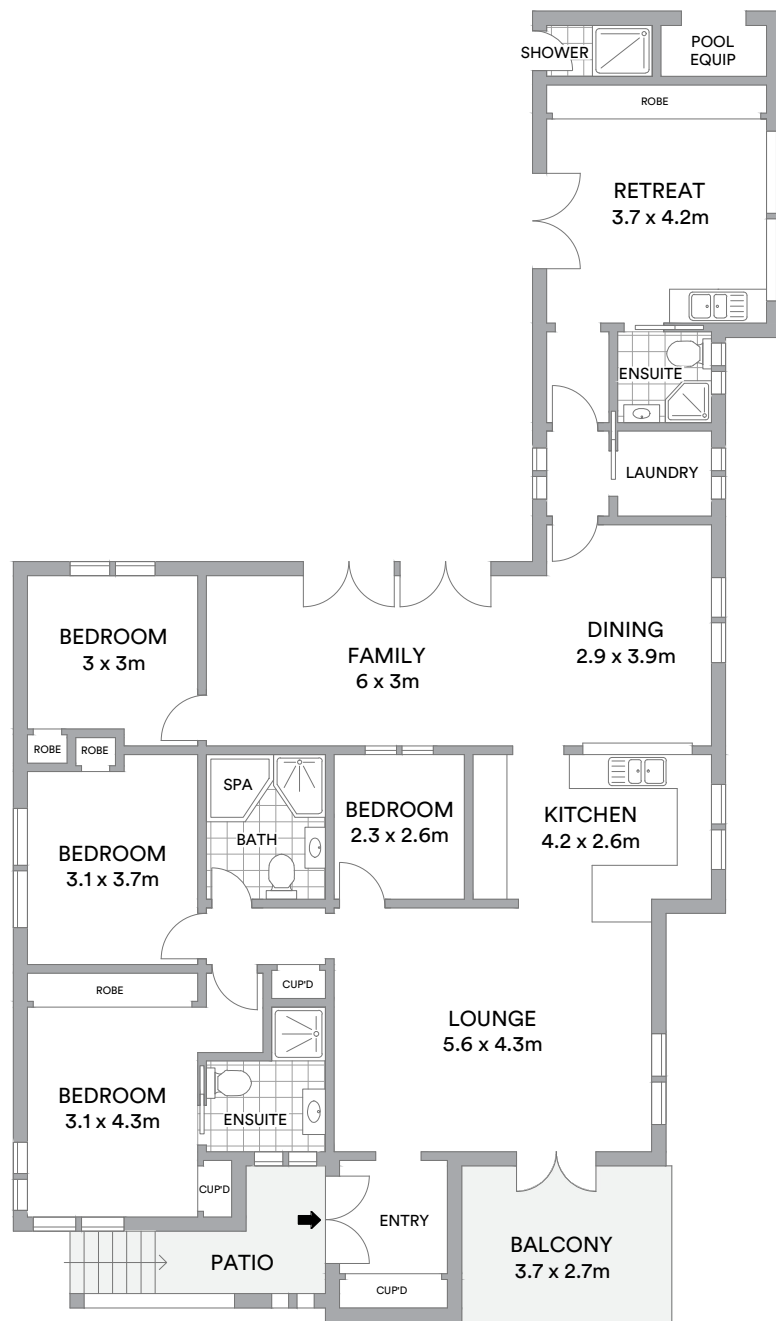 SHOWER
POOL
EQUIP
ROBE
RETREAT
3.7 x 4.2m
ENSUITE
LAUNDRY
BEDROOM
3 x 3m
FAMILY
6 x 3m
DINING
2.9 x 3.9m
ROBE
ROBE
SPA
BATH
BEDROOM
2.3 x 2.6m
KITCHEN
4.2 x 2.6m
BEDROOM
3.1 x 3.7m
ROBE
CUP'D
LOUNGE
5.6 x 4.3m
BEDROOM
3.1 x 4.3m
ENSUITE
CUP'D
ENTRY
PATIO
BALCONY
3.7 x 2.7m
CUP'D